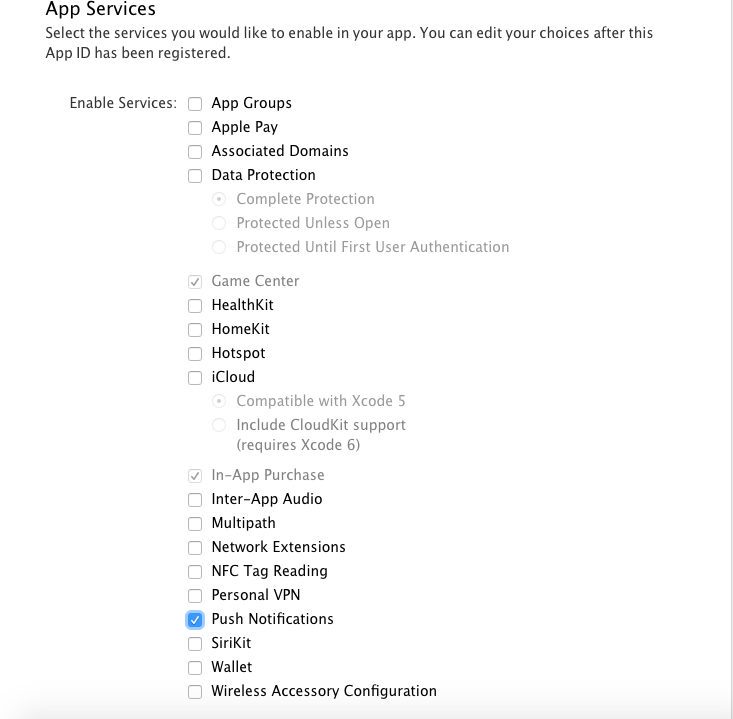 App Services
Select the services you would like to enable in your app. You can edit your choices after this
App ID has been registered.
Enable Services:
App Groups
Apple Pay
Associated Domains
Data Protection
Complete Protection
Protected Unless Open
Protected Until First User Authentication
Game Center
HealthKit
HomeKit
Hotspot
iCloud
Compatible with Xcode 5
Include CloudKit support
(requires Xcode 6)
In-App Purchase
Inter-App Audio
Multipath
Network Extensions
NFC Tag Reading
Personal VPN
Push Notifications
SiriKit
Wallet
Wireless Accessory Configuration